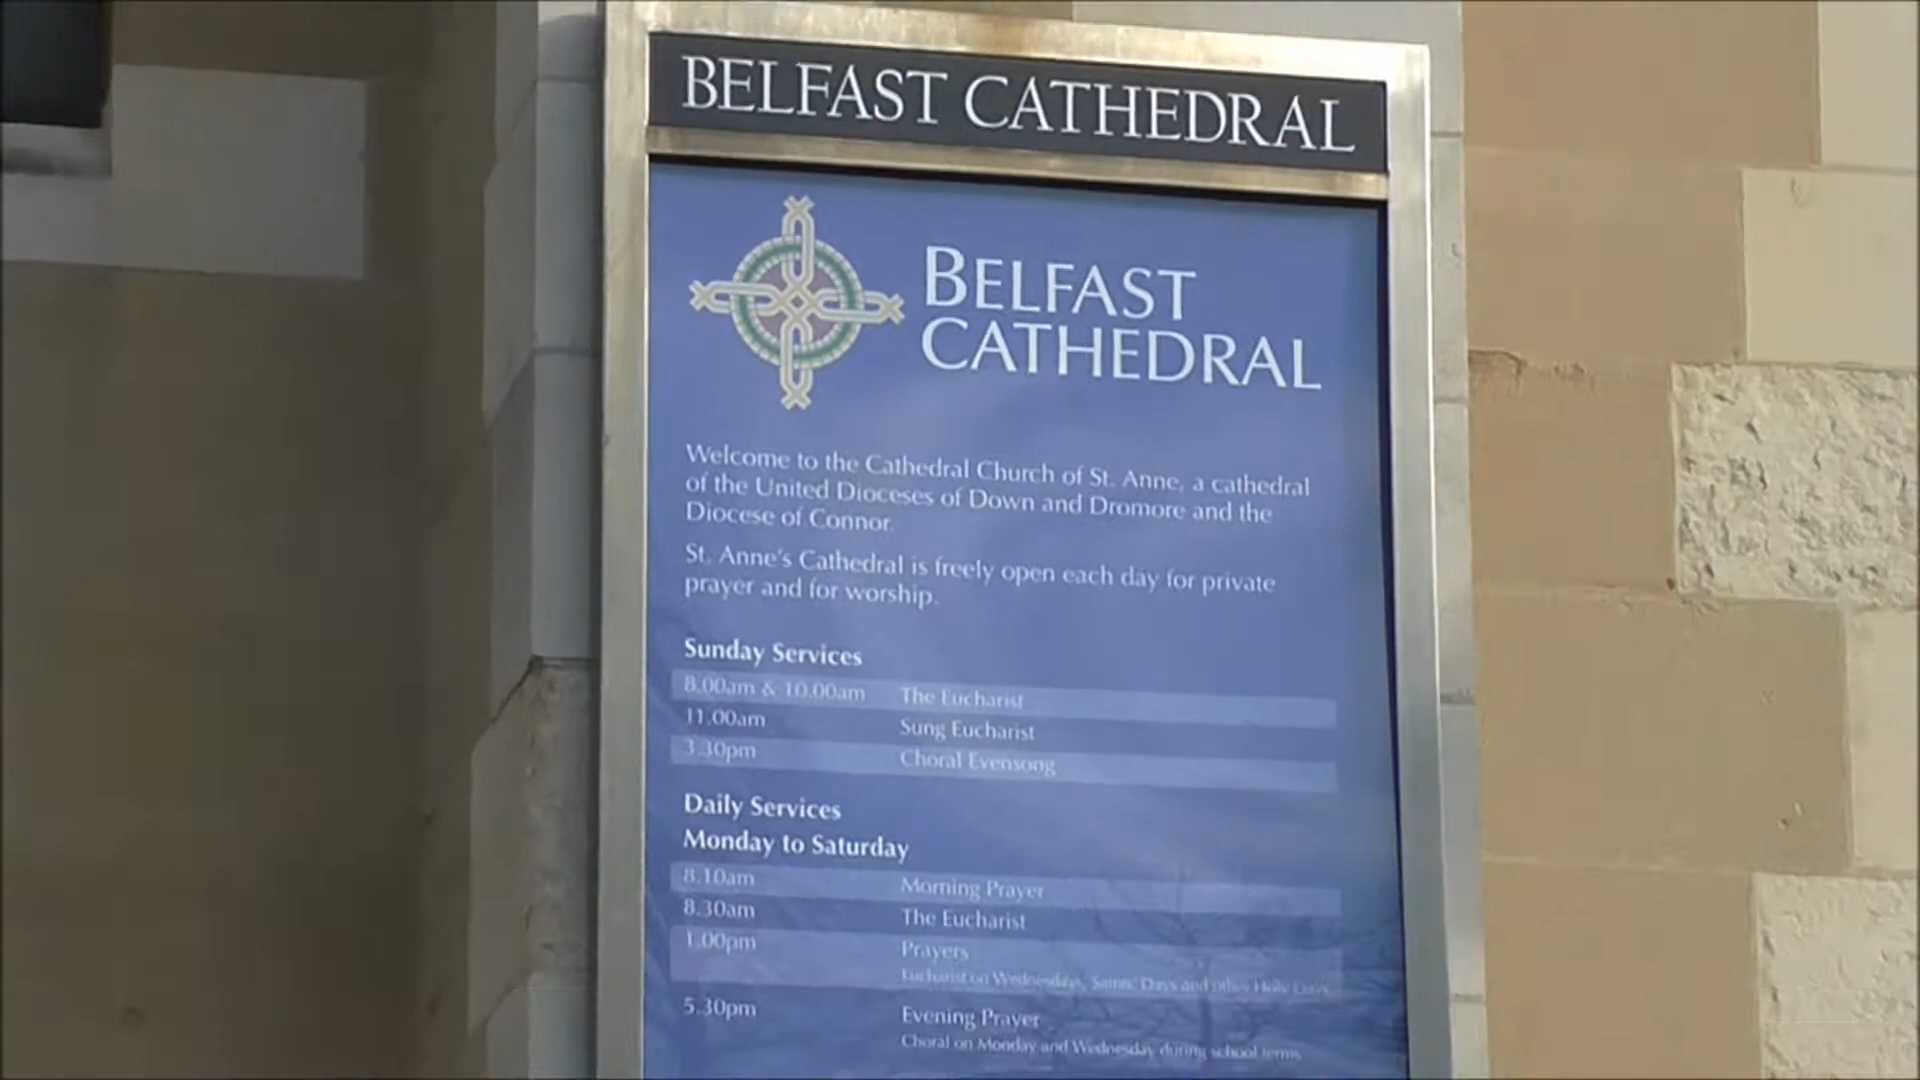 BELFAST CATHEDRAL
BELFAST
CATHEDRAL
Welcome to the Cathedral Church of St. Anne, a cathedral
of the United Dioceses of Down and Dromore and the
Diocese of Connor.
St. Anne's Cathedral is freely open each day for private
prayer and for worship.
Sunday Services
8.00am & 10.00am The Eucharist
11.00am Sung Eucharist
3.30pm Choral Evensong
Daily Services
Monday to Saturday
8.10am Morning Prayer
8.30am The Eucharist
1.00pm Prayers
Eucharist on Wednesdays, Saints' Days and other Holy Days
5.30pm Evening Prayer
Choral on Monday and Wednesday during school terms